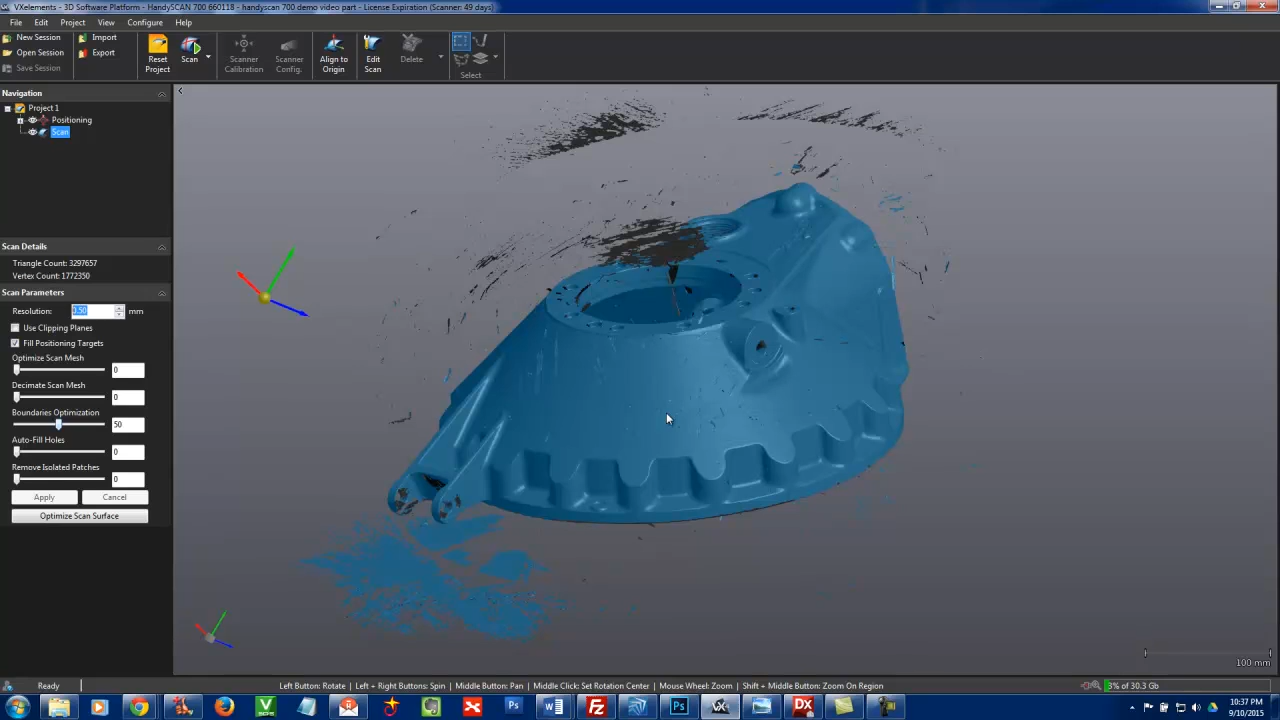 VXelements - 3D Software Platform - HandySCAN 700 660118 - handyscan 700 demo video part - License Expiration (Scanner: 49 days)
File Edit Project View Configure Help
New Session
Open Session
Save Session
Import
Export
Reset Project
Scan
Scanner Calibration
Scanner Config.
Align to Origin
Edit Scan
Delete
Select
Navigation
Project 1
Positioning
Scan
Scan Details
Triangle Count: 3297657
Vertex Count: 1772350
Scan Parameters
Resolution: 0.50 mm
Use Clipping Planes
Fill Positioning Targets
Optimize Scan Mesh
0
Decimate Scan Mesh
0
Boundaries Optimization
50
Auto-Fill Holes
0
Remove Isolated Patches
0
Apply Cancel
Optimize Scan Surface
100 mm
Ready
Left Button: Rotate | Left + Right Buttons: Spin | Middle Button: Pan | Middle Click: Set Rotation Center | Mouse Wheel: Zoom | Shift + Middle Button: Zoom On Region
3% of 30.3 Gb
10:37 PM
9/10/2015